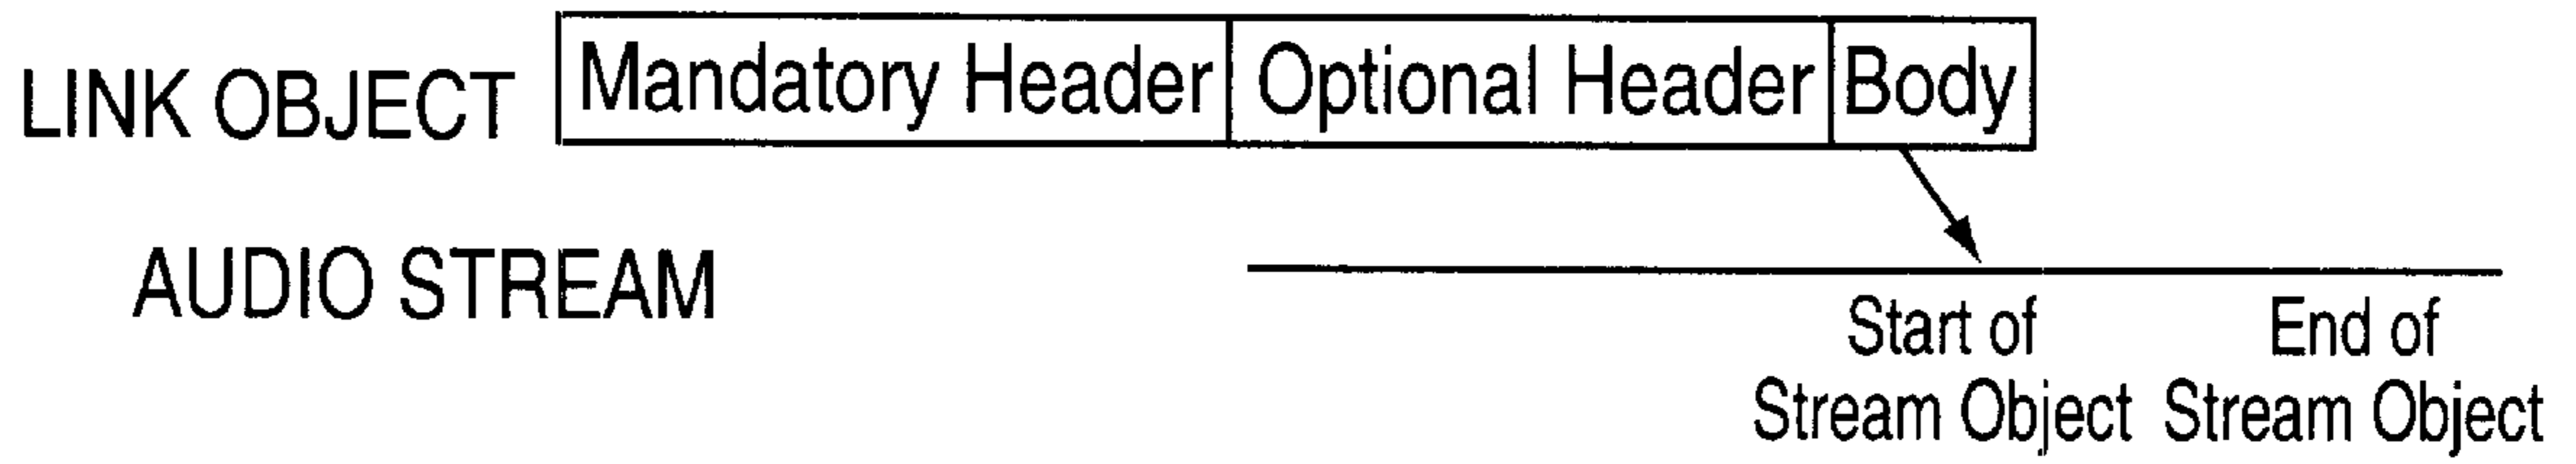 LINK OBJECT Mandatory Header Optional Header Body
AUDIO STREAM
Start of End of
Stream Object Stream Object